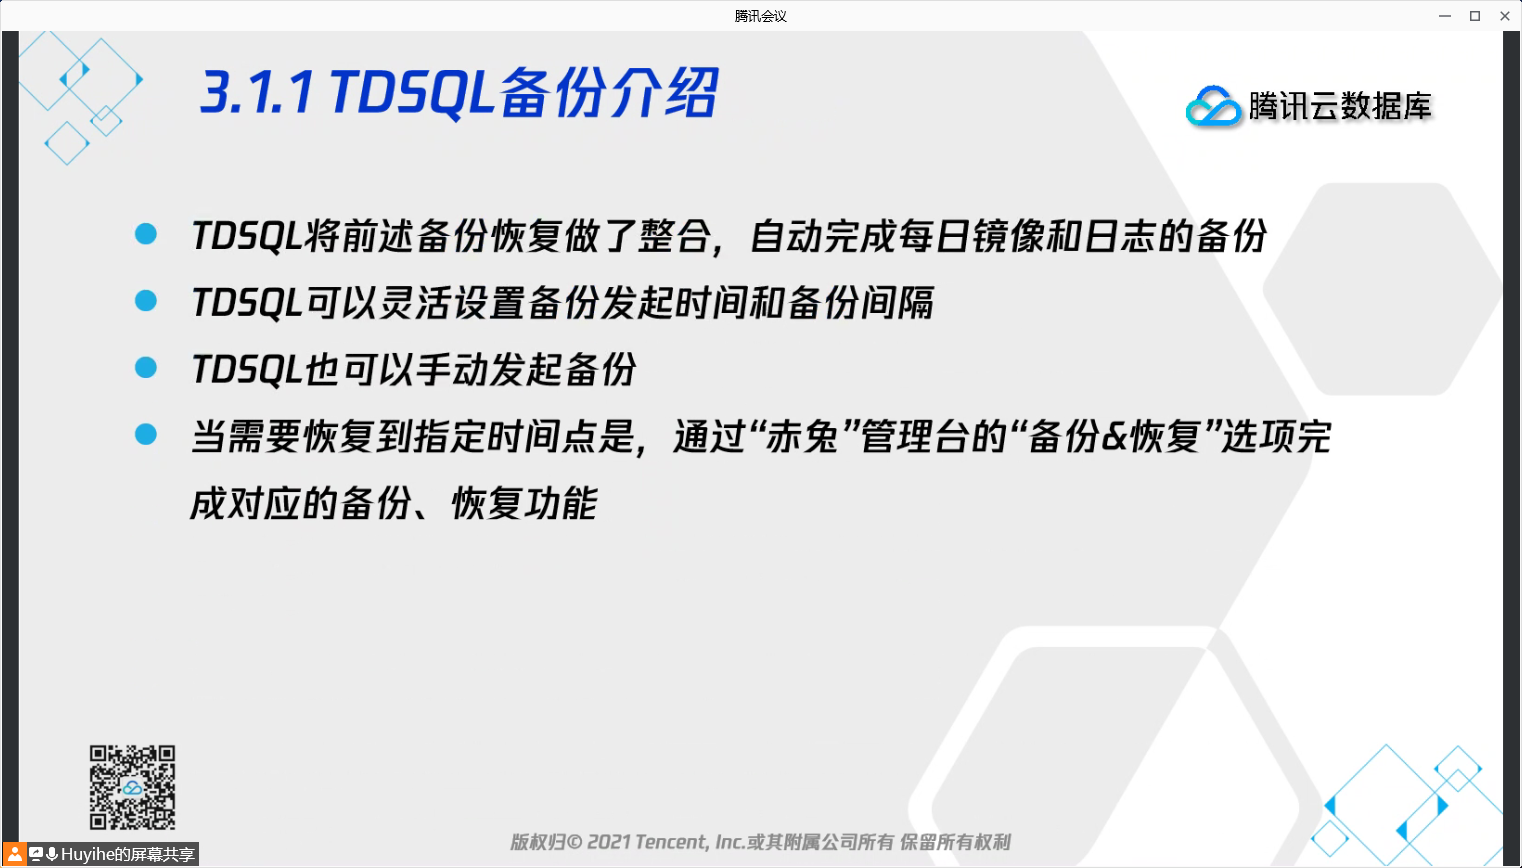 腾讯会议
3.1.1 TDSQL备份介绍
腾讯云数据库
TDSQL将前述备份恢复做了整合，自动完成每日镜像和日志的备份
TDSQL可以灵活设置备份发起时间和备份间隔
TDSQL也可以手动发起备份
当需要恢复到指定时间点是，通过“赤兔”管理台的“备份&恢复”选项完
成对应的备份、恢复功能
版权归© 2021 Tencent, Inc.或其附属公司所有 保留所有权利
Huyihe的屏幕共享